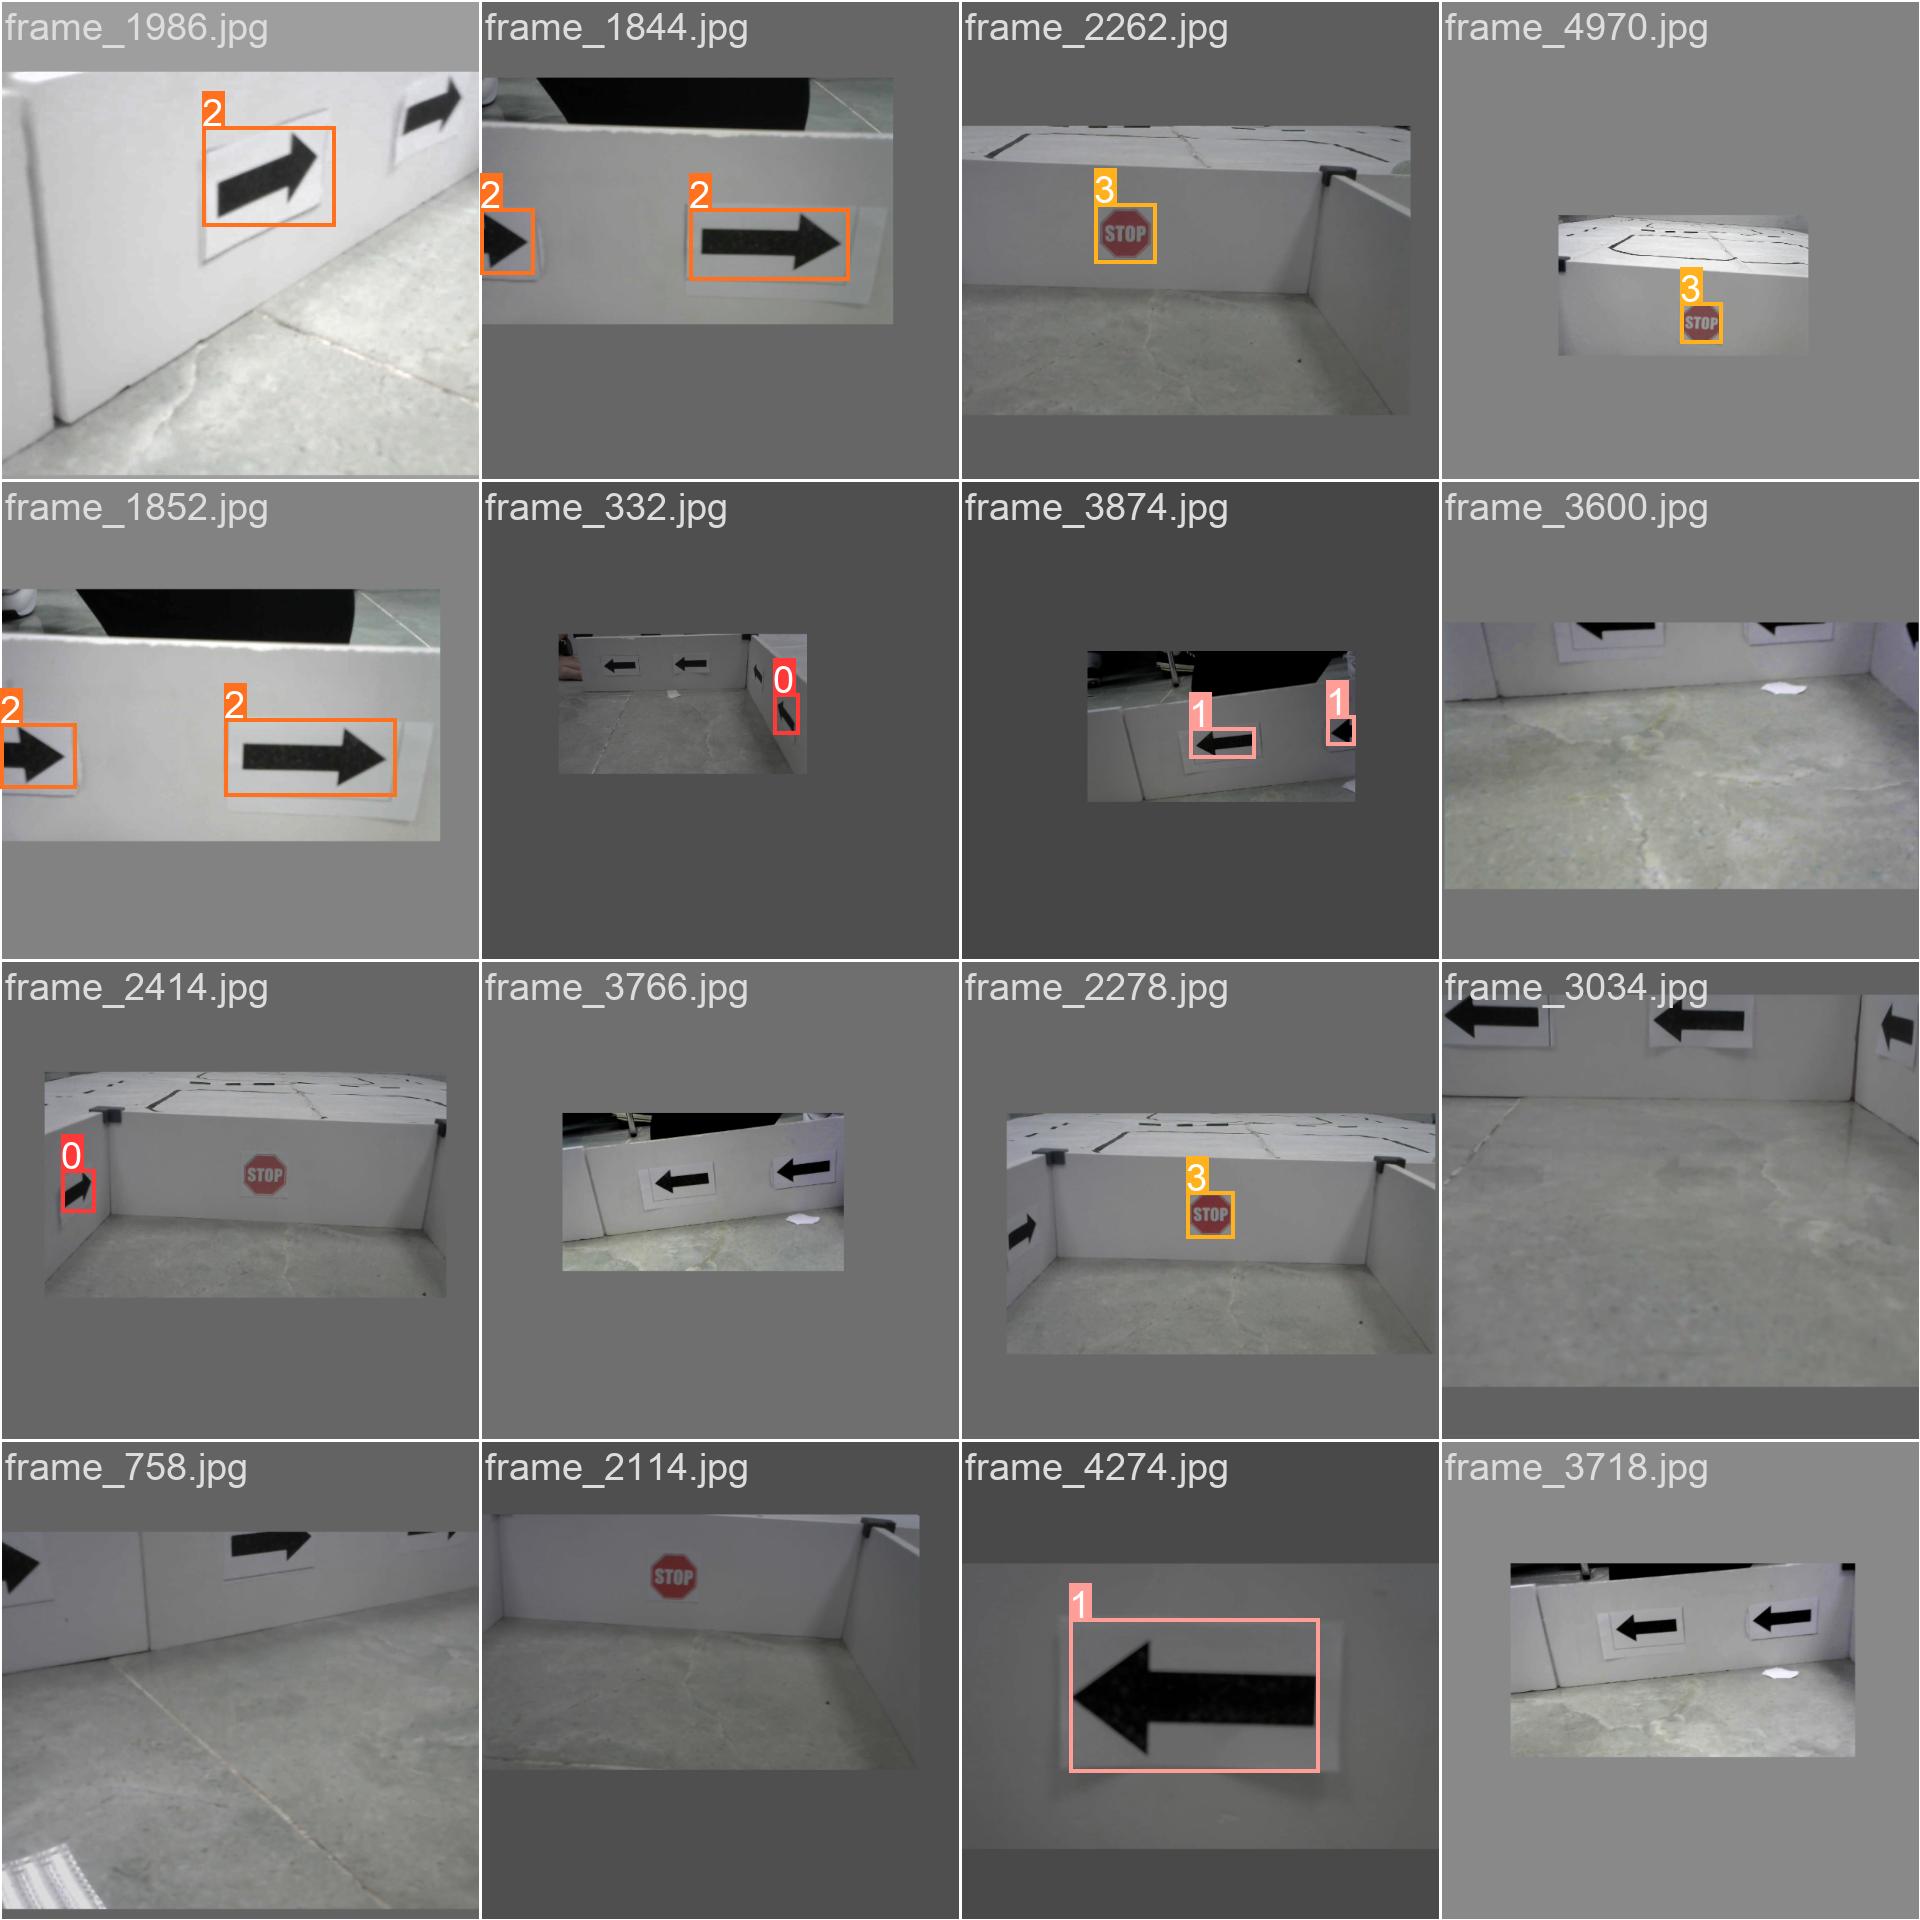 frame_1986.jpg
2
frame_1844.jpg
2
2
frame_2262.jpg
3
STOP
frame_4970.jpg
3
STOP
frame_1852.jpg
2
2
frame_332.jpg
0
frame_3874.jpg
1
1
frame_3600.jpg
frame_2414.jpg
0
STOP
frame_3766.jpg
frame_2278.jpg
3
STOP
frame_3034.jpg
frame_758.jpg
frame_2114.jpg
STOP
frame_4274.jpg
1
frame_3718.jpg